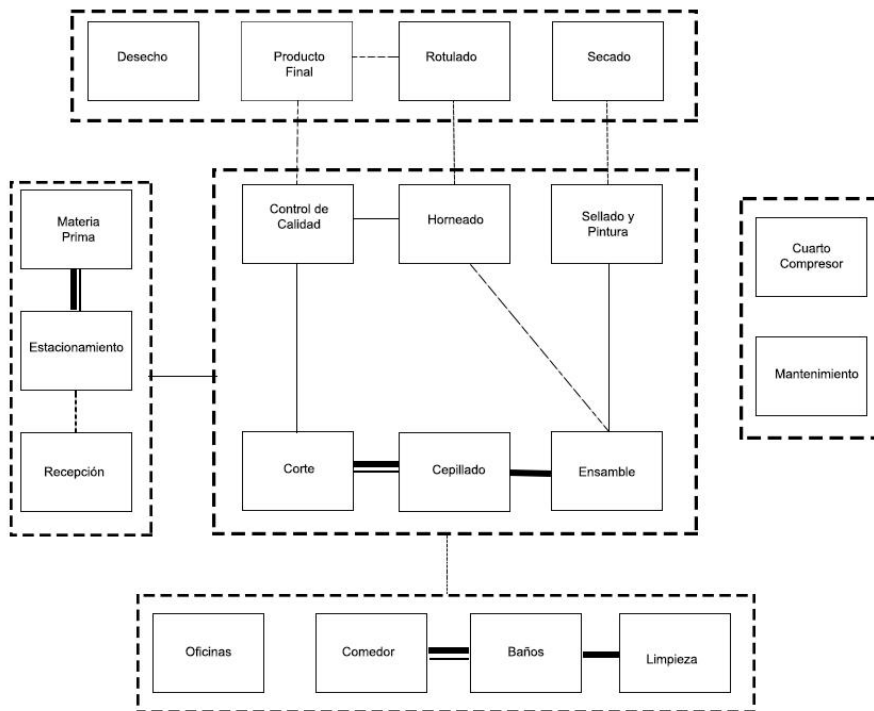 Desecho
Producto
Final
Rotulado
Secado
Materia
Prima
Estacionamiento
Recepción
Control de
Calidad
Horneado
Sellado y
Pintura
Corte
Cepillado
Ensamble
Cuarto
Compresor
Mantenimiento
Oficinas
Comedor
Baños
Limpieza